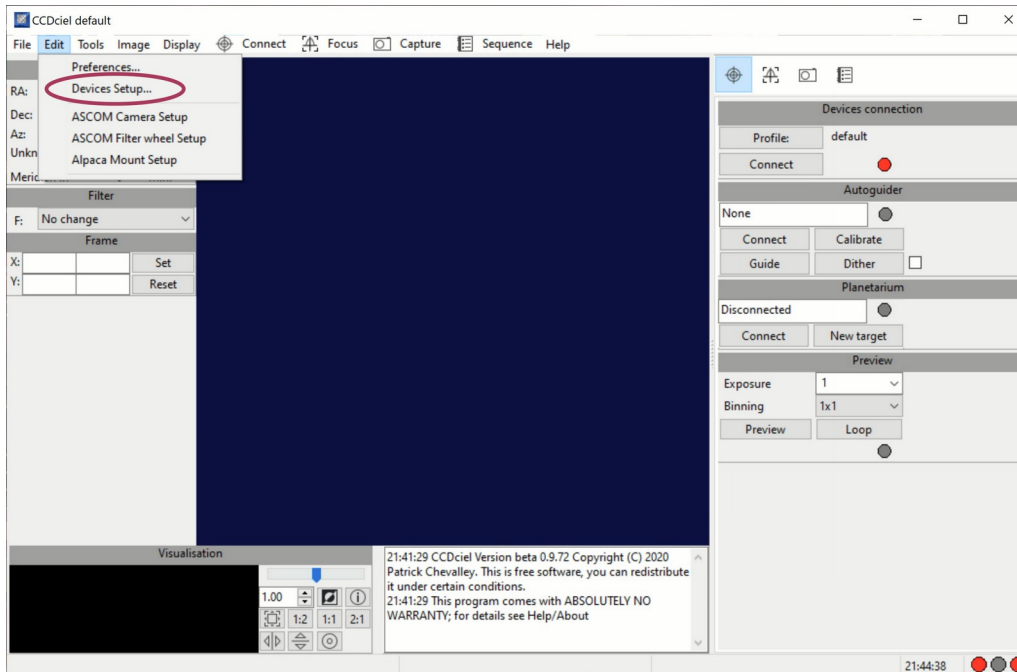 CCDciel default
File Edit Tools Image Display Connect Focus Capture Sequence Help
Preferences...
Devices Setup...
ASCOM Camera Setup
ASCOM Filter wheel Setup
Alpaca Mount Setup
RA:
Dec:
Az:
Unkn
Filter
F: No change
Frame
X: Set
Y: Reset
Devices connection
Profile: default
Connect
Autoguider
None
Connect Calibrate
Guide Dither
Planetarium
Disconnected
Connect New target
Preview
Exposure 1
Binning 1x1
Preview Loop
Visualisation
1.00
1:2 1:1 2:1
21:41:29 CCDciel Version beta 0.9.72 Copyright (C) 2020
Patrick Chevalley. This is free software, you can redistribute
it under certain conditions.
21:41:29 This program comes with ABSOLUTELY NO
WARRANTY; for details see Help/About
21:44:38